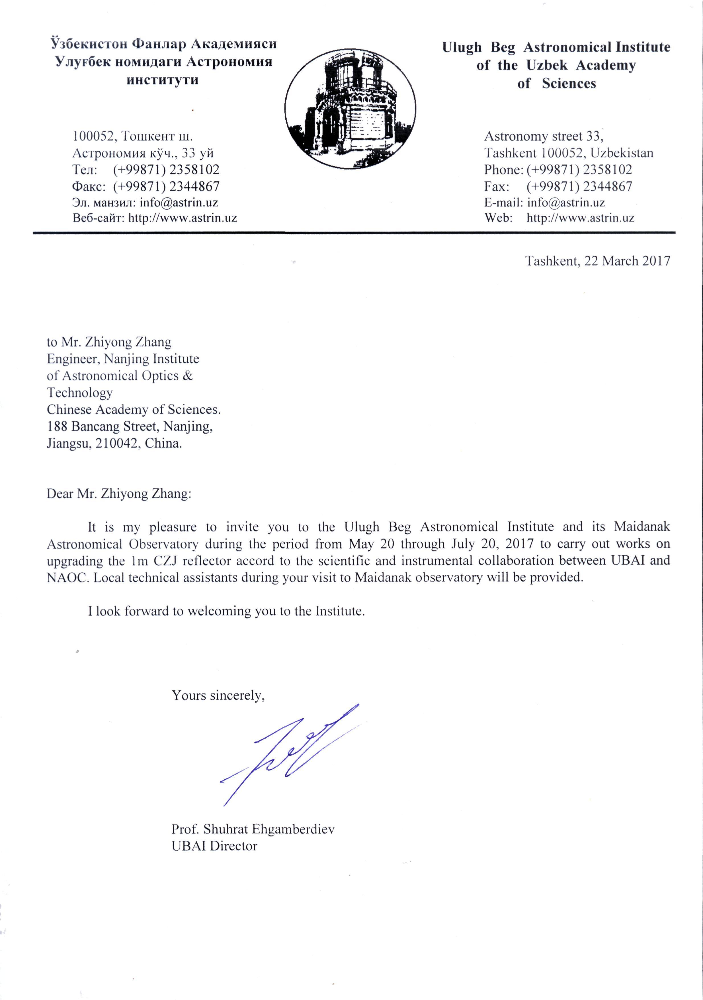 Ўзбекистон Фанлар Академияси
Улуғбек номидаги Астрономия
институти
100052, Тошкент ш.
Астрономия кўч., 33 уй
Тел: (+99871) 2358102
Факс: (+99871) 2344867
Эл. манзил: info@astrin.uz
Веб-сайт: http://www.astrin.uz
Ulugh Beg Astronomical Institute
of the Uzbek Academy
of Sciences
Astronomy street 33,
Tashkent 100052, Uzbekistan
Phone: (+99871) 2358102
Fax: (+99871) 2344867
E-mail: info@astrin.uz
Web: http://www.astrin.uz
Tashkent, 22 March 2017
to Mr. Zhiyong Zhang
Engineer, Nanjing Institute
of Astronomical Optics &
Technology
Chinese Academy of Sciences.
188 Bancang Street, Nanjing,
Jiangsu, 210042, China.
Dear Mr. Zhiyong Zhang:
It is my pleasure to invite you to the Ulugh Beg Astronomical Institute and its Maidanak
Astronomical Observatory during the period from May 20 through July 20, 2017 to carry out works on
upgrading the 1m CZJ reflector accord to the scientific and instrumental collaboration between UBAI and
NAOC. Local technical assistants during your visit to Maidanak observatory will be provided.
I look forward to welcoming you to the Institute.
Yours sincerely,
Prof. Shuhrat Ehgamberdiev
UBAI Director